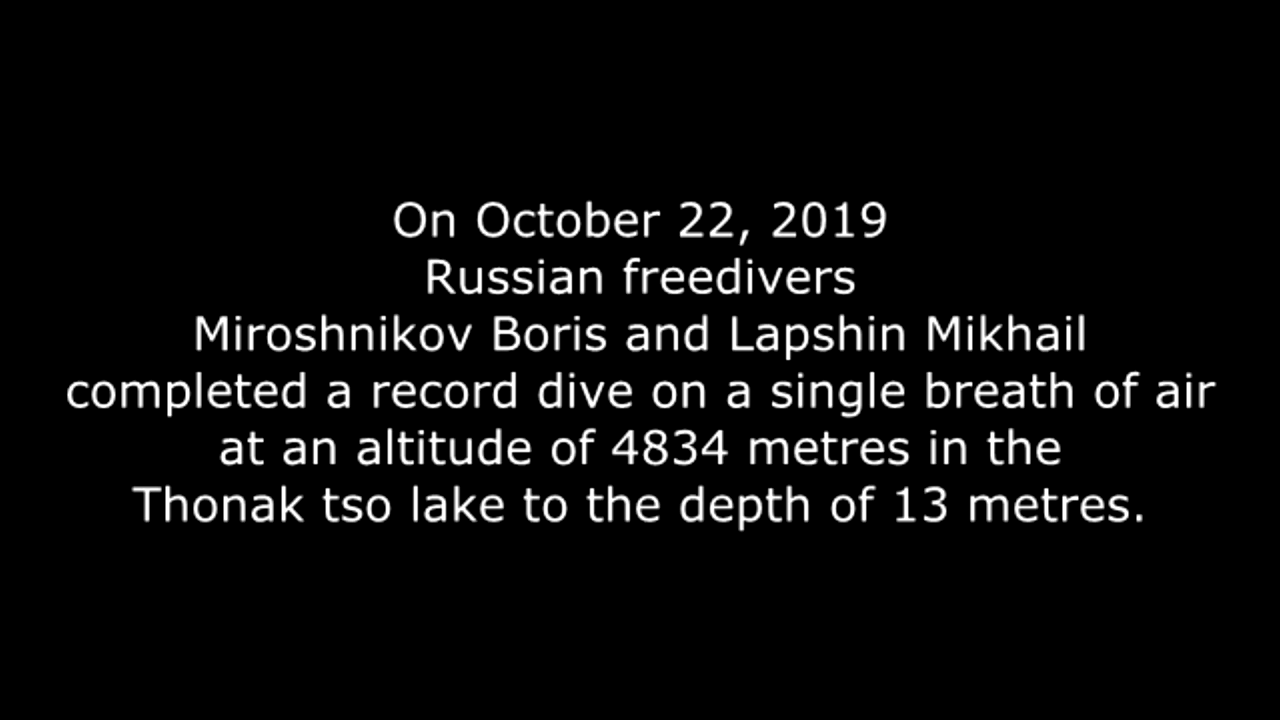 On October 22, 2019
Russian freedivers
Miroshnikov Boris and Lapshin Mikhail
completed a record dive on a single breath of air
at an altitude of 4834 metres in the
Thonak tso lake to the depth of 13 metres.